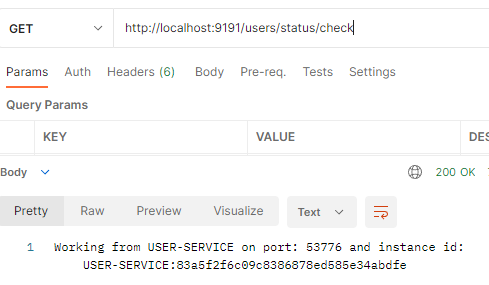 GET
http://localhost:9191/users/status/check
Params Auth Headers (6) Body Pre-req. Tests Settings
Query Params
KEY VALUE DES
Body 200 OK
Pretty Raw Preview Visualize Text
1 Working from USER-SERVICE on port: 53776 and instance id:
USER-SERVICE:83a5f2f6c09c8386878ed585e34abdfe